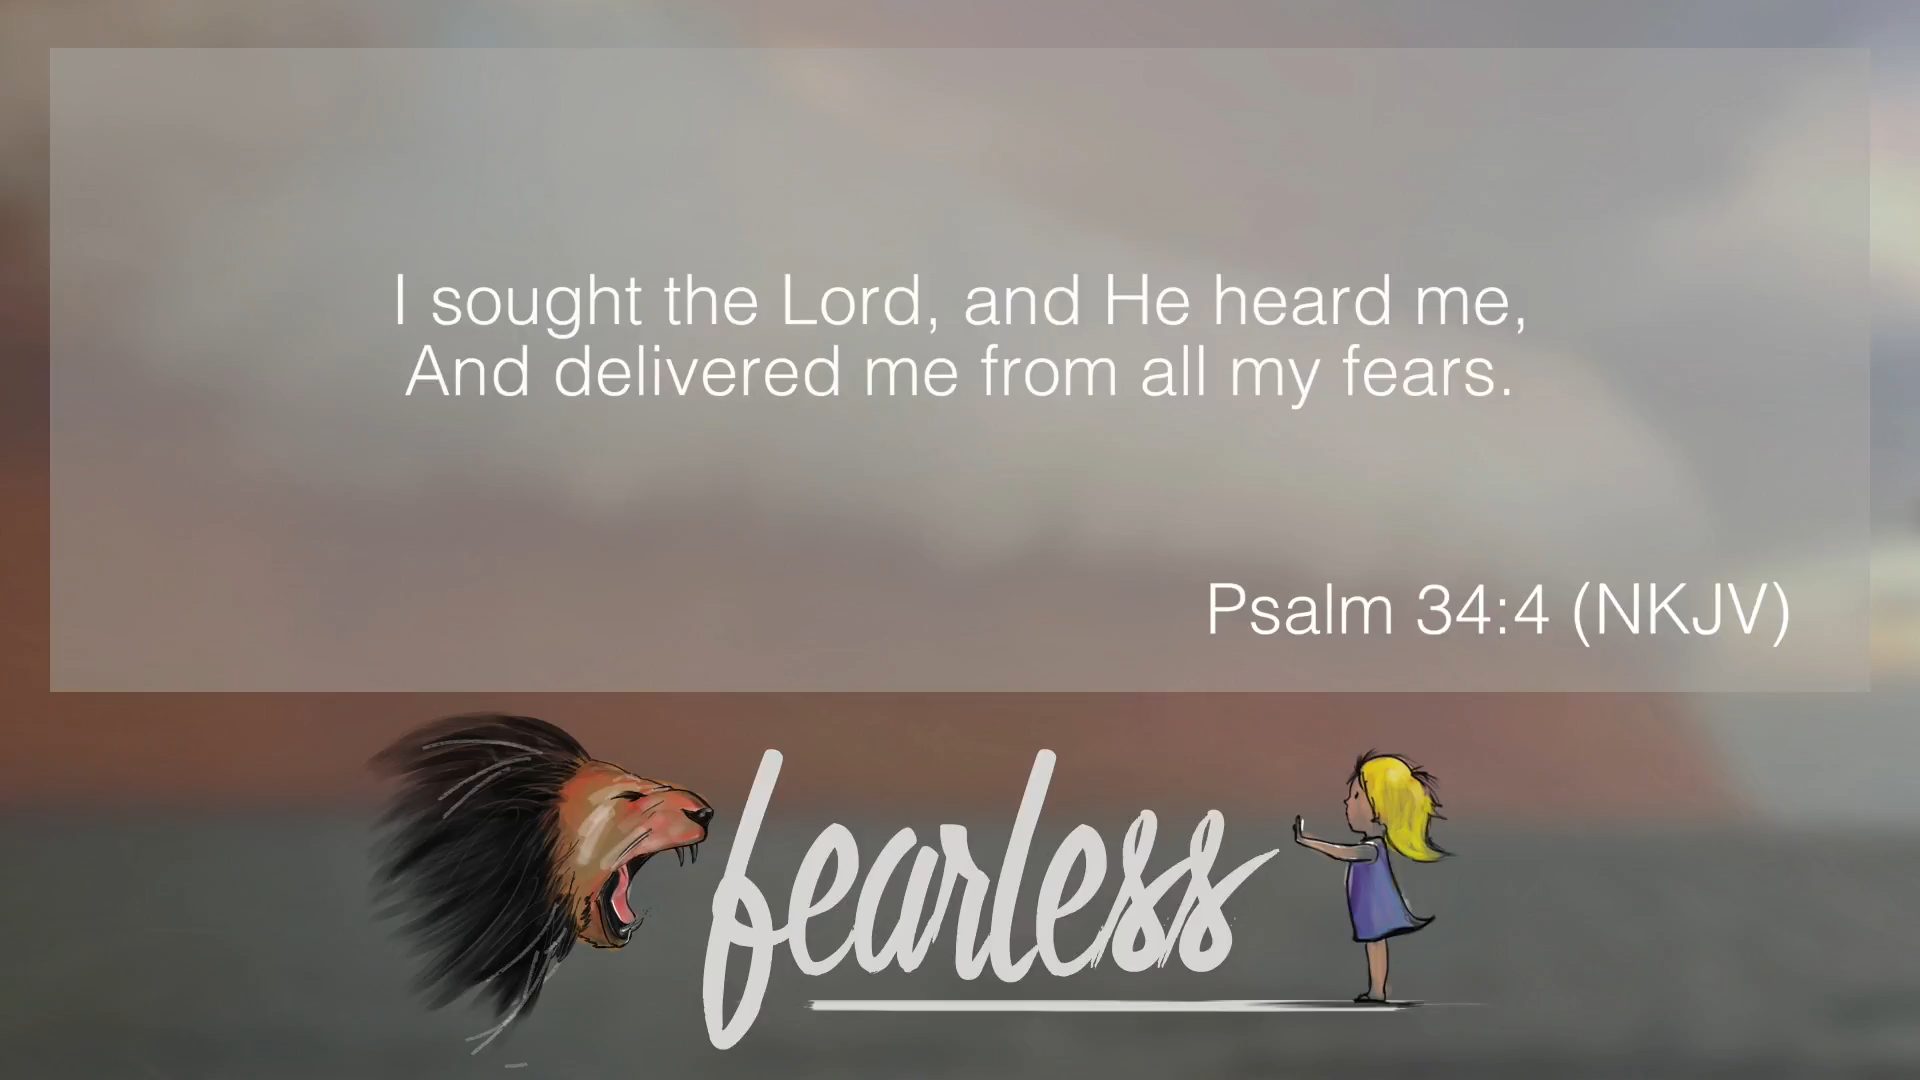 I sought the Lord, and He heard me,
And delivered me from all my fears.
Psalm 34:4 (NKJV)
fearless